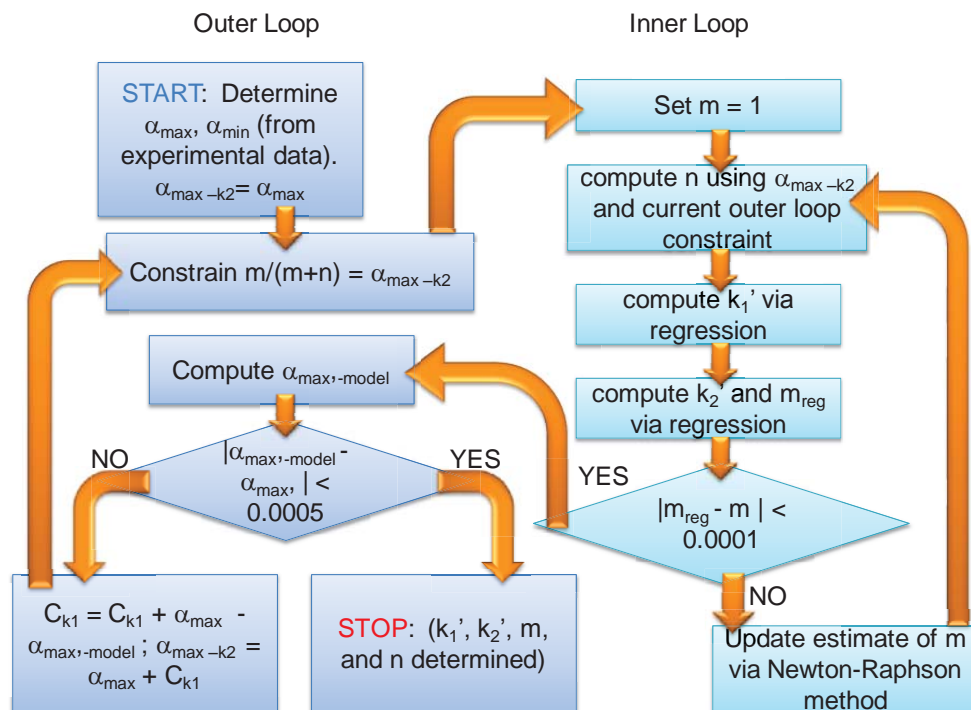 Outer Loop
START: Determine
αmax, αmin (from
experimental data).
αmax –k2= αmax
Constrain m/(m+n) = αmax –k2
Compute αmax,-model
NO
|αmax,-model -
αmax, | <
0.0005
YES
Ck1 = Ck1 + αmax -
αmax,-model ; αmax –k2 =
αmax + Ck1
STOP: (k1’, k2’, m,
and n determined)
Inner Loop
Set m = 1
compute n using αmax –k2
and current outer loop
constraint
compute k1’ via
regression
compute k2’ and mreg
via regression
YES
|mreg - m | <
0.0001
NO
Update estimate of m
via Newton-Raphson
method